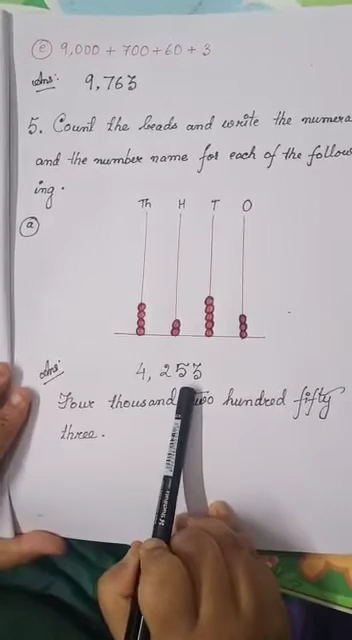 (e) 9,000 + 700 + 60 + 3
Ans: 9,763
5. Count the beads and write the numera
and the number name for each of the follow
ing.
Th H T O
(a)
Ans: 4,253
Four thousand two hundred fifty
three.